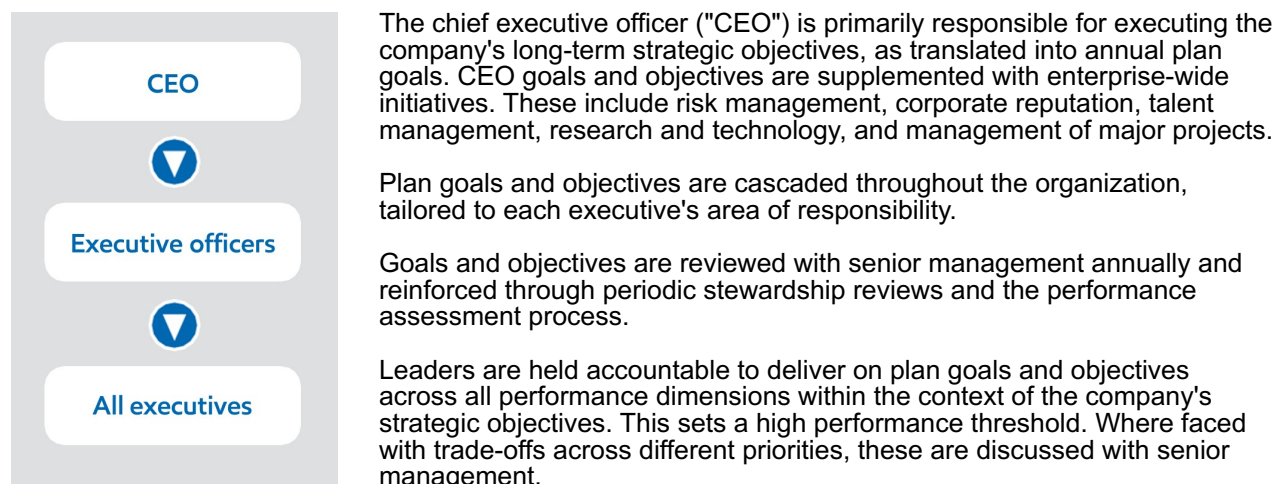 CEO
Executive officers
All executives
The chief executive officer ("CEO") is primarily responsible for executing the
company's long-term strategic objectives, as translated into annual plan
goals. CEO goals and objectives are supplemented with enterprise-wide
initiatives. These include risk management, corporate reputation, talent
management, research and technology, and management of major projects.
Plan goals and objectives are cascaded throughout the organization,
tailored to each executive's area of responsibility.
Goals and objectives are reviewed with senior management annually and
reinforced through periodic stewardship reviews and the performance
assessment process.
Leaders are held accountable to deliver on plan goals and objectives
across all performance dimensions within the context of the company's
strategic objectives. This sets a high performance threshold. Where faced
with trade-offs across different priorities, these are discussed with senior
management.